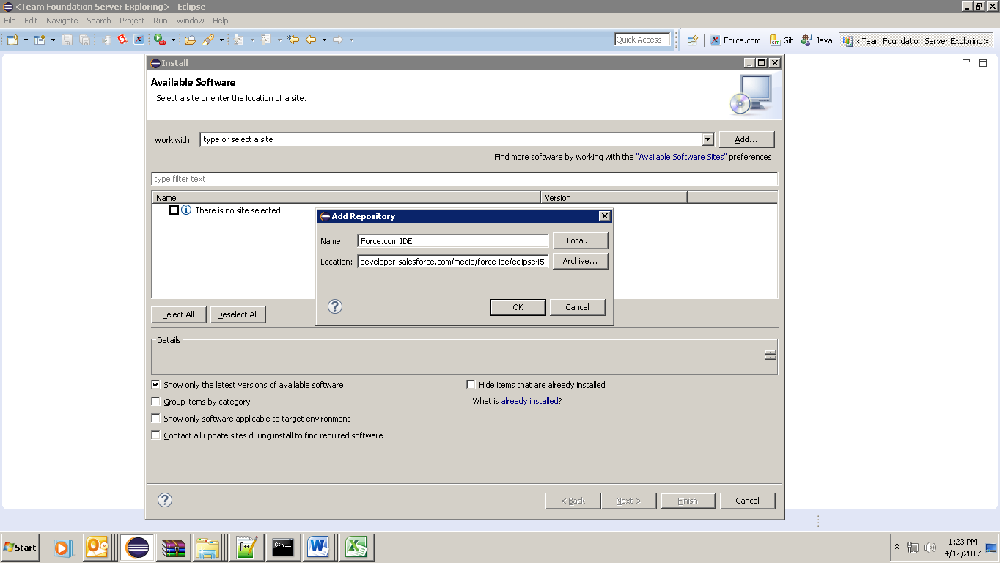 <Team Foundation Server Exploring> - Eclipse
File Edit Navigate Search Project Run Window Help
Quick Access Force.com Git Java <Team Foundation Server Exploring>
Install
Available Software
Select a site or enter the location of a site.
Work with: type or select a site Add...
Find more software by working with the "Available Software Sites" preferences.
type filter text
Name Version
There is no site selected.
Add Repository
Name: Force.com IDE Local...
Location: developer.salesforce.com/media/force-ide/eclipse45 Archive...
OK Cancel
Select All Deselect All
Details
Show only the latest versions of available software Hide items that are already installed
Group items by category What is already installed?
Show only software applicable to target environment
Contact all update sites during install to find required software
< Back Next > Finish Cancel
Start
1:23 PM
4/12/2017